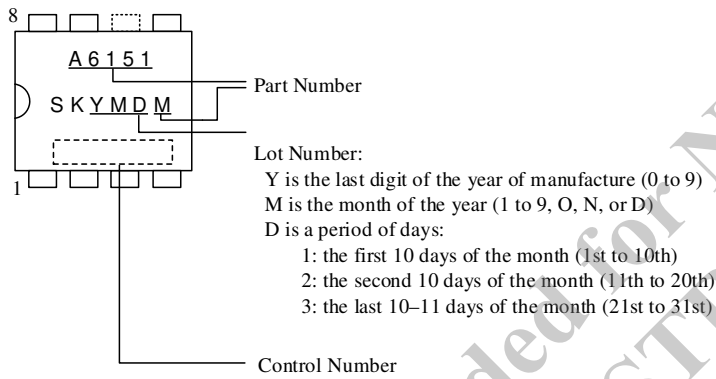 8
A6151
Part Number
SKYMDM
Lot Number:
Y is the last digit of the year of manufacture (0 to 9)
M is the month of the year (1 to 9, O, N, or D)
D is a period of days:
1: the first 10 days of the month (1st to 10th)
2: the second 10 days of the month (11th to 20th)
3: the last 10–11 days of the month (21st to 31st)
1
Control Number